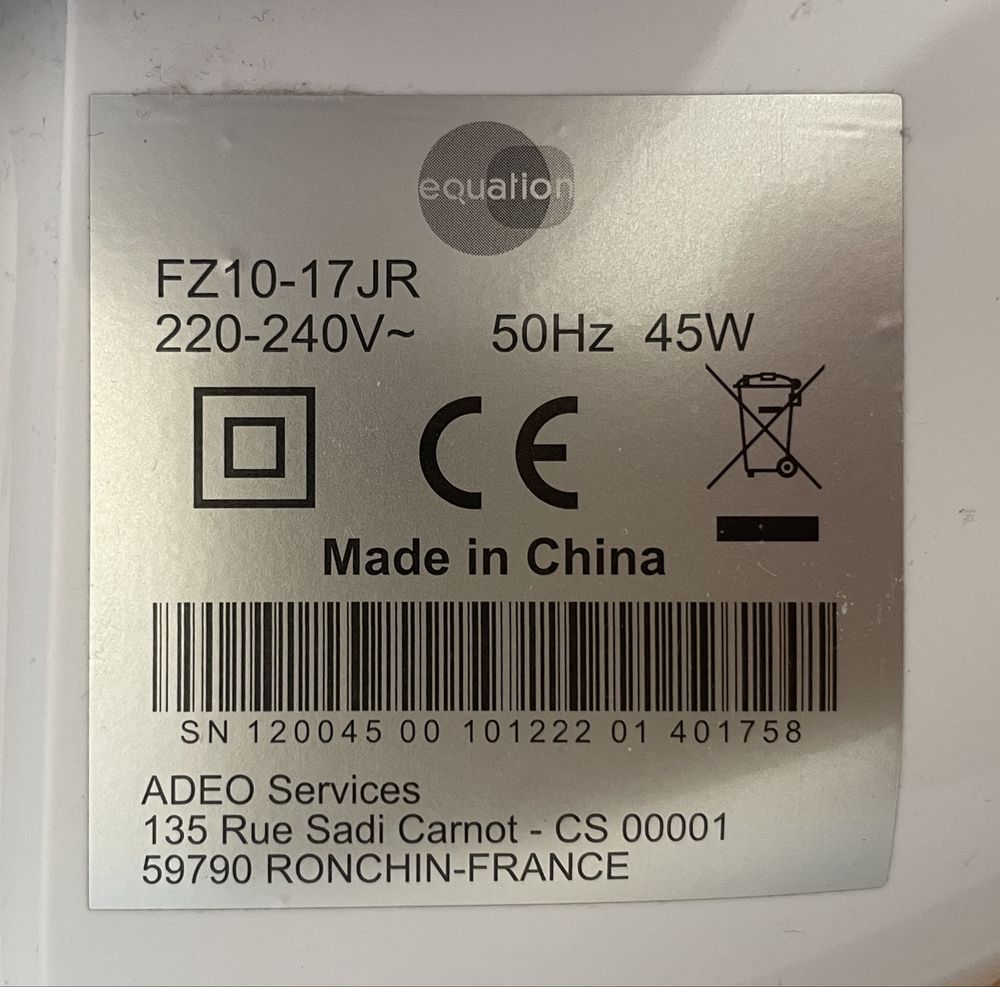 equation
FZ10-17JR
220-240V~ 50Hz 45W
CE
Made in China
SN 120045 00 101222 01 401758
ADEO Services
135 Rue Sadi Carnot - CS 00001
59790 RONCHIN-FRANCE